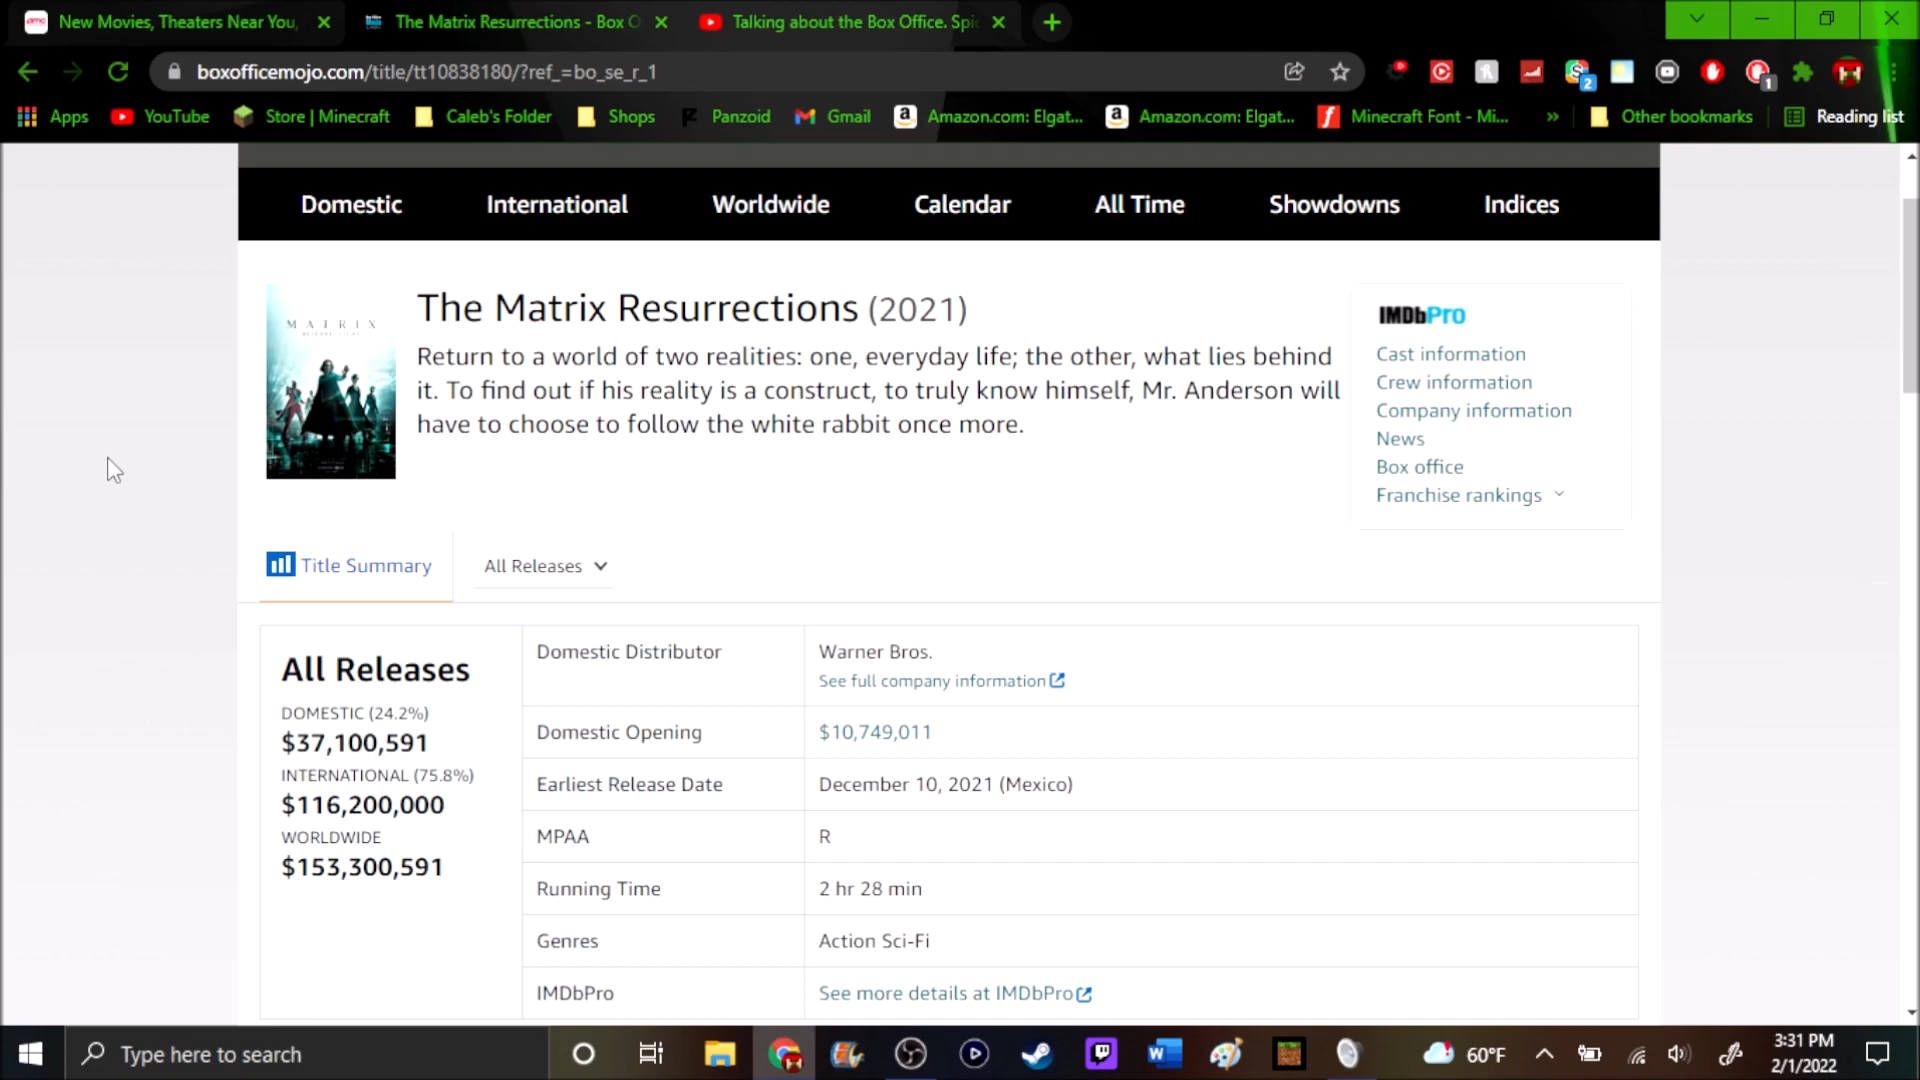 New Movies, Theaters Near You,
The Matrix Resurrections - Box O
Talking about the Box Office. Spi
boxofficemojo.com/title/tt10838180/?ref_=bo_se_r_1
2
1
Apps
YouTube
Store | Minecraft
Caleb's Folder
Shops
Panzoid
Gmail
Amazon.com: Elgat...
Amazon.com: Elgat...
Minecraft Font - Mi...
»
Other bookmarks
Reading list
Domestic
International
Worldwide
Calendar
All Time
Showdowns
Indices
MATRIX
The Matrix Resurrections (2021)
Return to a world of two realities: one, everyday life; the other, what lies behind
it. To find out if his reality is a construct, to truly know himself, Mr. Anderson will
have to choose to follow the white rabbit once more.
IMDbPro
Cast information
Crew information
Company information
News
Box office
Franchise rankings
Title Summary
All Releases
All Releases
DOMESTIC (24.2%)
$37,100,591
INTERNATIONAL (75.8%)
$116,200,000
WORLDWIDE
$153,300,591
Domestic Distributor
Warner Bros.
See full company information
Domestic Opening
$10,749,011
Earliest Release Date
December 10, 2021 (Mexico)
MPAA
R
Running Time
2 hr 28 min
Genres
Action Sci-Fi
IMDbPro
See more details at IMDbPro
Type here to search
60°F
3:31 PM
2/1/2022